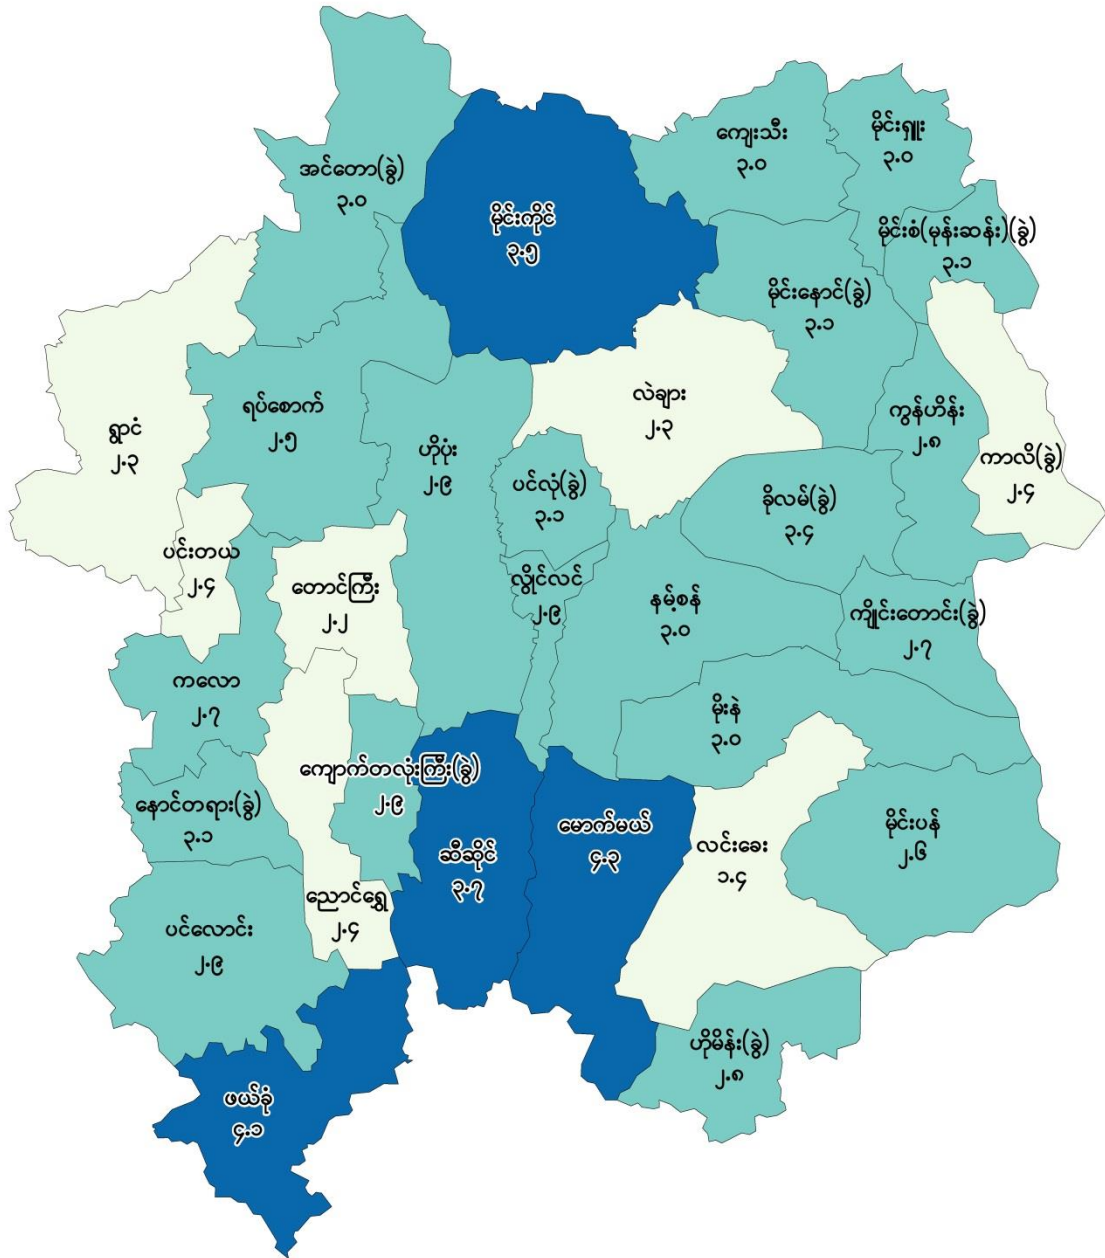 ကျေးသီး
၃.၀
မိုင်းရှူး
၃.၀
အင်တော(ခွဲ)
၃.၀
မိုင်းကိုင်
၃.၅
မိုင်းစံ(မုန်းဆန်း)(ခွဲ)
၃.၁
မိုင်းနောင်(ခွဲ)
၃.၁
ရွာငံ
၂.၃
ရပ်စောက်
၂.၅
ဟိုပုံး
၂.၉
လဲချား
၂.၃
ကွန်ဟိန်း
၂.၈
ကာလိ(ခွဲ)
၂.၄
ပင်လုံ(ခွဲ)
၃.၁
ခိုလမ်(ခွဲ)
၃.၄
ပင်းတယ
၂.၄
တောင်ကြီး
၂.၂
လွိုင်လင်
၂.၉
နမ့်စန်
၃.၀
ကျိုင်းတောင်း(ခွဲ)
၂.၇
ကလော
၂.၇
မိုးနဲ
၃.၀
ကျောက်တလုံးကြီး(ခွဲ)
၂.၉
နောင်တရား(ခွဲ)
၃.၁
ဆီဆိုင်
၃.၇
မောက်မယ်
၄.၃
လင်းခေး
၁.၄
မိုင်းပန်
၂.၆
ညောင်ရွှေ
၂.၄
ပင်လောင်း
၂.၉
ဟိုမိန်း(ခွဲ)
၂.၈
ဖယ်ခုံ
၄.၁